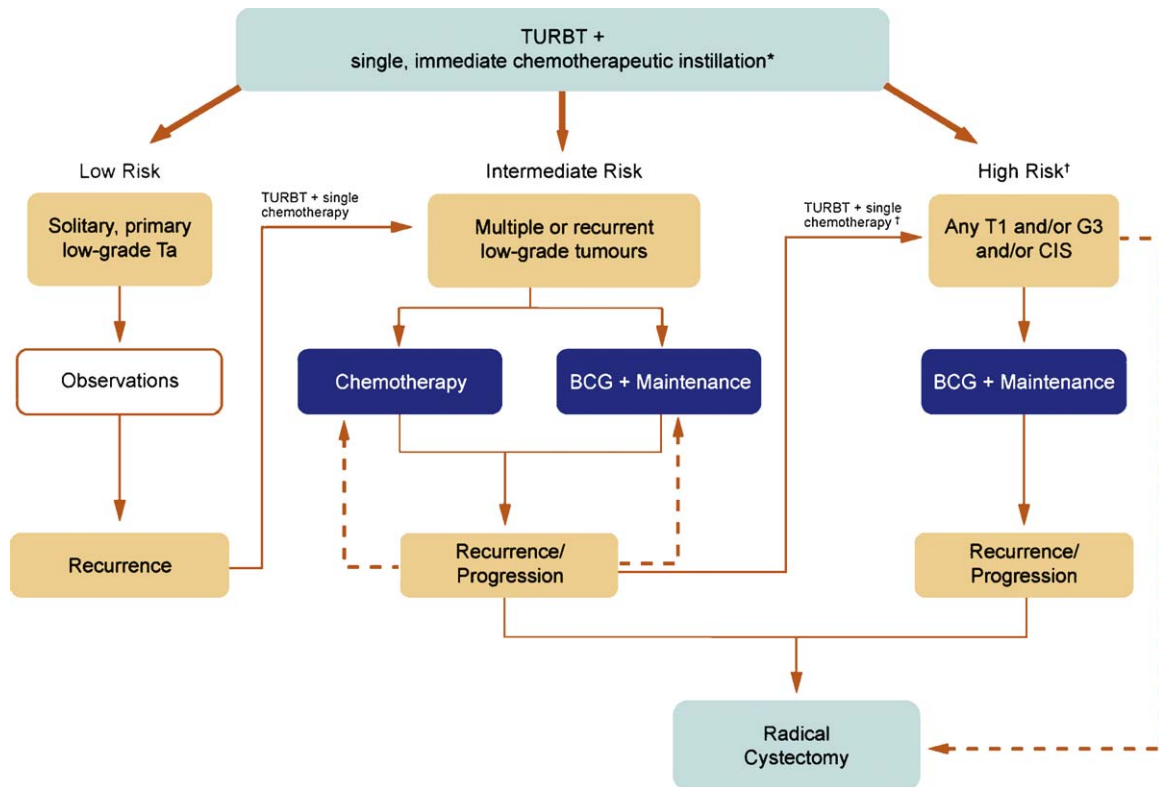 TURBT +
single, immediate chemotherapeutic instillation*
Low Risk
Intermediate Risk
High Risk†
TURBT + single
chemotherapy
TURBT + single
chemotherapy†
Solitary, primary
low-grade Ta
Multiple or recurrent
low-grade tumours
Any T1 and/or G3
and/or CIS
Observations
Chemotherapy
BCG + Maintenance
BCG + Maintenance
Recurrence
Recurrence/
Progression
Recurrence/
Progression
Radical
Cystectomy